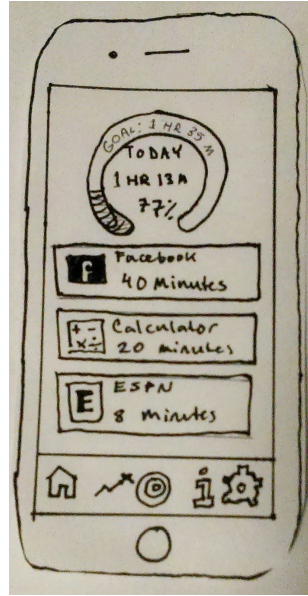 GOAL: 1 HR 35 M
TODAY
1 HR 13 M
77%
f
Facebook
40 Minutes
+ -
× ÷
Calculator
20 minutes
E
ESPN
8 Minutes
i